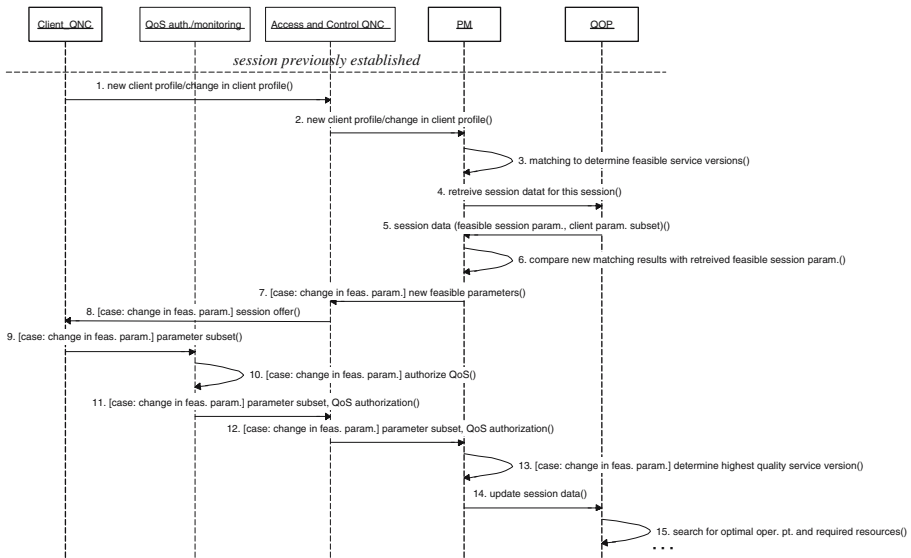 Client_QNC
QoS auth./monitoring
Access and Control QNC
PM
QOP
session previously established
1. new client profile/change in client profile()
2. new client profile/change in client profile()
3. matching to determine feasible service versions()
4. retreive session datat for this session()
5. session data (feasible session param., client param. subset)()
6. compare new matching results with retreived feasible session param.()
7. [case: change in feas. param.] new feasible parameters()
8. [case: change in feas. param.] session offer()
9. [case: change in feas. param.] parameter subset()
10. [case: change in feas. param.] authorize QoS()
11. [case: change in feas. param.] parameter subset, QoS authorization()
12. [case: change in feas. param.] parameter subset, QoS authorization()
13. [case: change in feas. param.] determine highest quality service version()
14. update session data()
15. search for optimal oper. pt. and required resources()
...